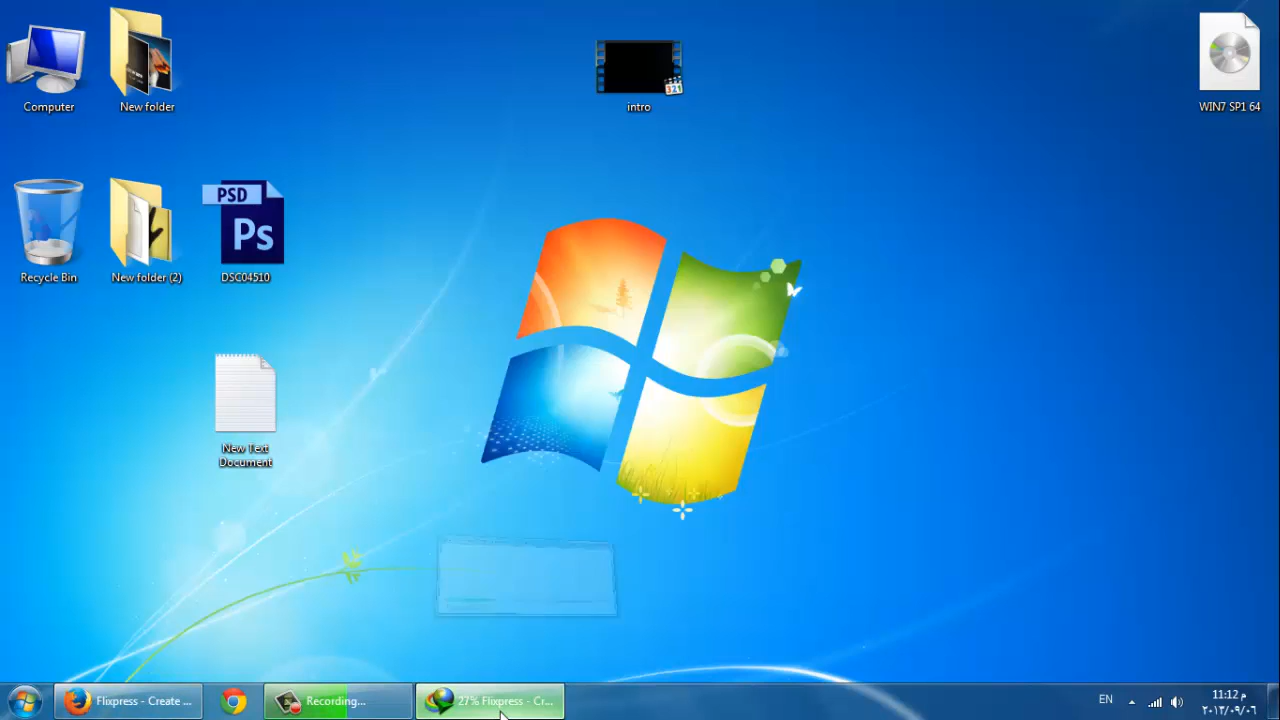 Computer
New folder
intro
WIN7 SP1 64
Recycle Bin
New folder (2)
PSD
Ps
DSC04510
New Text
Document
321
Flixpress - Create ...
Recording...
27% Flixpress - Cr...
EN
م 11:12
٢٠١٣/٠٩/٠٦